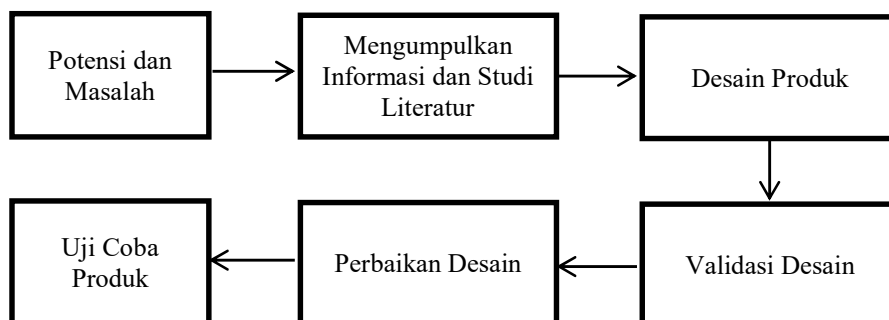 Potensi dan
Masalah
Mengumpulkan
Informasi dan Studi
Literatur
Desain Produk
Validasi Desain
Perbaikan Desain
Uji Coba
Produk